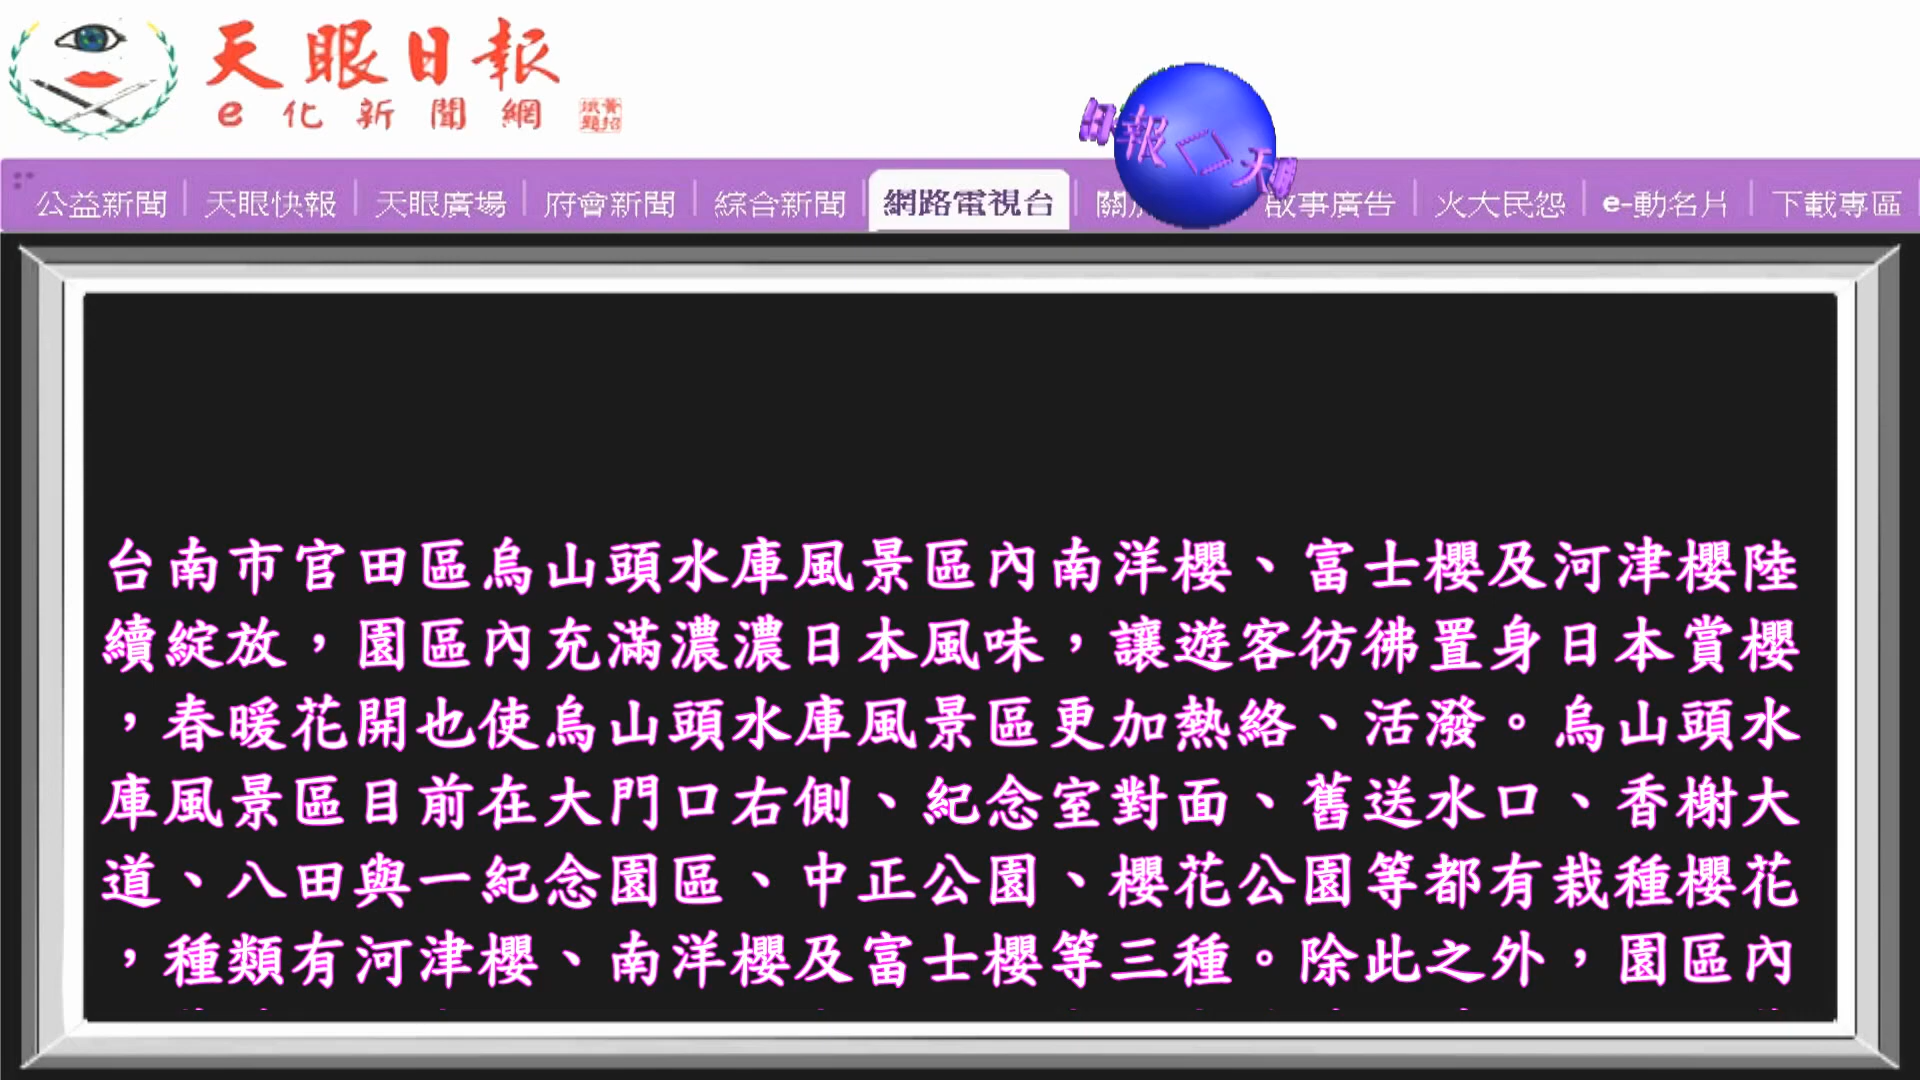 天眼日報
e化新聞網
公益新聞 天眼快報 天眼廣場 府會新聞 綜合新聞 網路電視台 關 啟事廣告 火大民怨 e-動名片 下載專區
日報 天眼
台南市官田區烏山頭水庫風景區內南洋櫻、富士櫻及河津櫻陸
續綻放，園區內充滿濃濃日本風味，讓遊客彷彿置身日本賞櫻
，春暖花開也使烏山頭水庫風景區更加熱絡、活潑。烏山頭水
庫風景區目前在大門口右側、紀念室對面、舊送水口、香榭大
道、八田與一紀念園區、中正公園、櫻花公園等都有栽種櫻花
，種類有河津櫻、南洋櫻及富士櫻等三種。除此之外，園區內